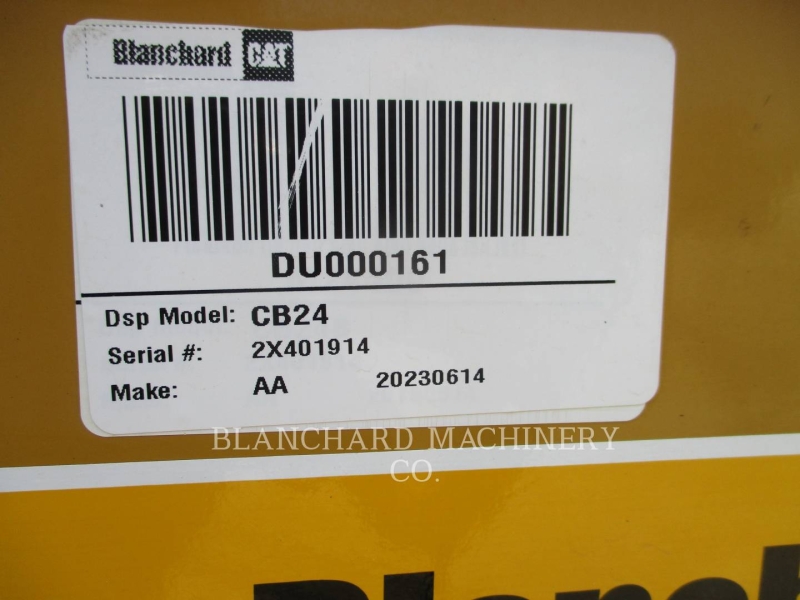 Blanchard CAT
DU000161
Dsp Model: CB24
Serial #: 2X401914
Make: AA 20230614
BLANCHARD MACHINERY
CO.